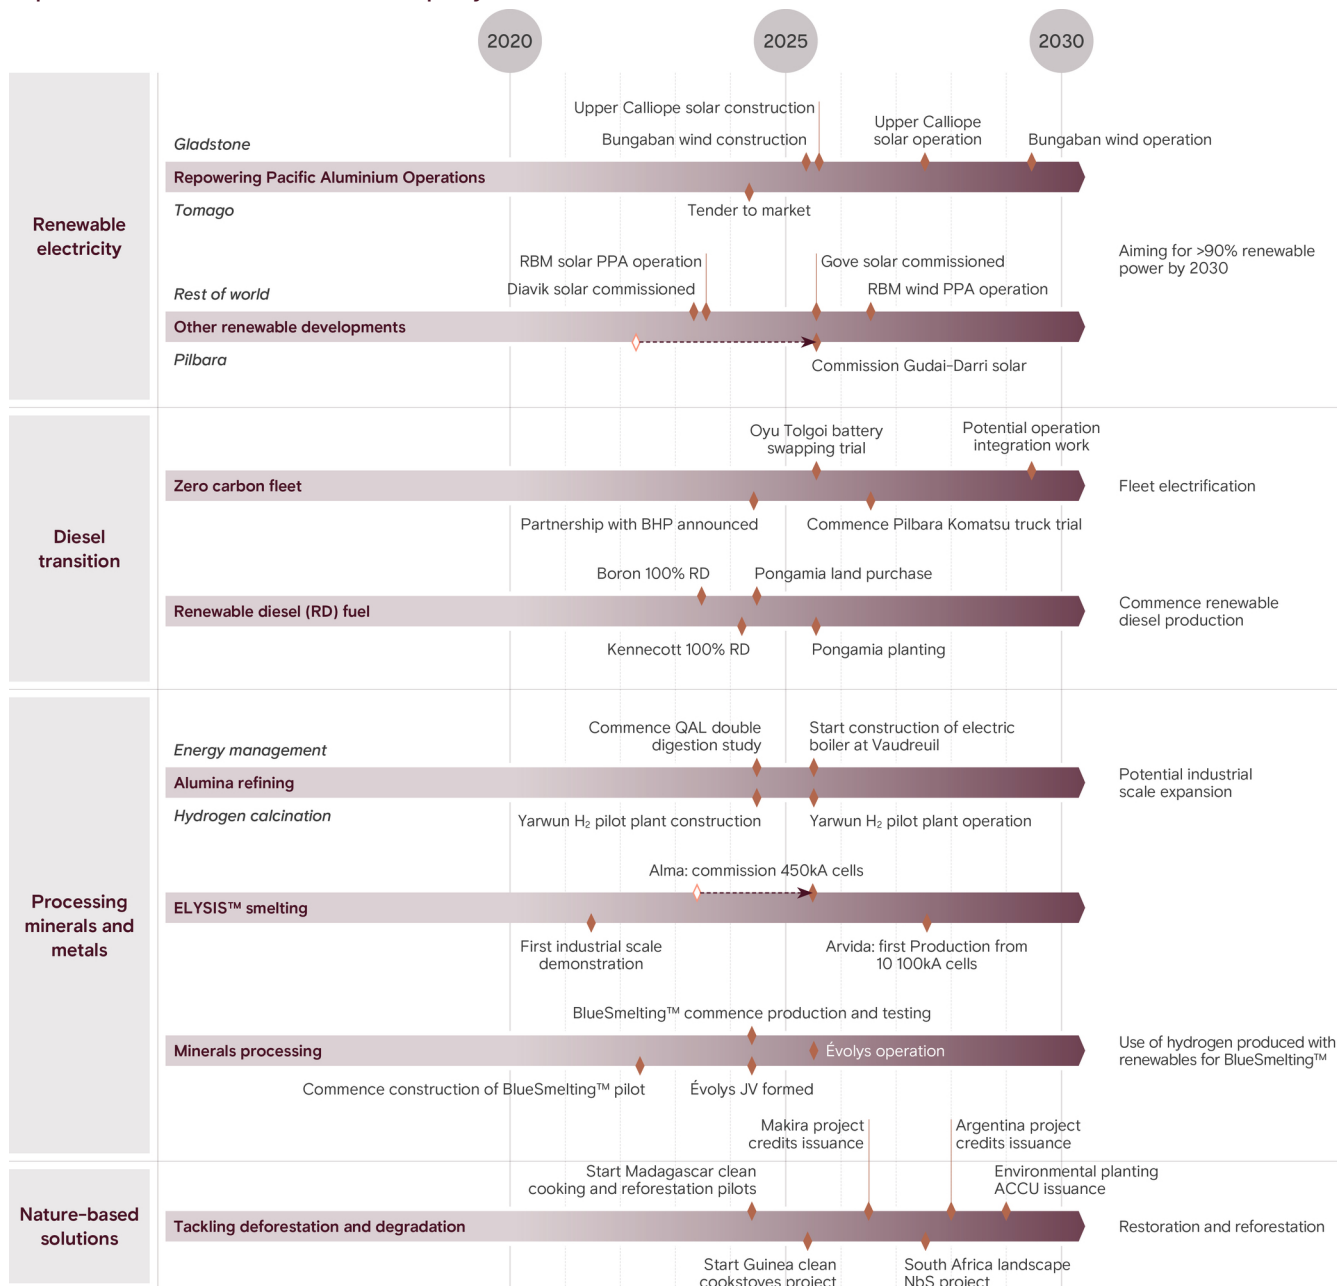 2020
2025
2030
Renewable
electricity
Upper Calliope solar construction
Bungaban wind construction
Upper Calliope
solar operation
Bungaban wind operation
Gladstone
Repowering Pacific Aluminium Operations
Tomago
Tender to market
Aiming for >90% renewable
power by 2030
RBM solar PPA operation
Gove solar commissioned
Diavik solar commissioned
RBM wind PPA operation
Rest of world
Other renewable developments
Pilbara
Commission Gudai-Darri solar
Diesel
transition
Oyu Tolgoi battery
swapping trial
Potential operation
integration work
Zero carbon fleet
Fleet electrification
Partnership with BHP announced
Commence Pilbara Komatsu truck trial
Boron 100% RD
Pongamia land purchase
Renewable diesel (RD) fuel
Commence renewable
diesel production
Kennecott 100% RD
Pongamia planting
Processing
minerals and
metals
Commence QAL double
digestion study
Start construction of electric
boiler at Vaudreuil
Energy management
Alumina refining
Hydrogen calcination
Potential industrial
scale expansion
Yarwun H₂ pilot plant construction
Yarwun H₂ pilot plant operation
Alma: commission 450kA cells
ELYSIS™ smelting
First industrial scale
demonstration
Arvida: first Production from
10 100kA cells
BlueSmelting™ commence production and testing
Minerals processing
Évolys operation
Use of hydrogen produced with
renewables for BlueSmelting™
Commence construction of BlueSmelting™ pilot
Évolys JV formed
Nature-based
solutions
Makira project
credits issuance
Argentina project
credits issuance
Start Madagascar clean
cooking and reforestation pilots
Environmental planting
ACCU issuance
Tackling deforestation and degradation
Restoration and reforestation
Start Guinea clean
cookstoves project
South Africa landscape
NbS project